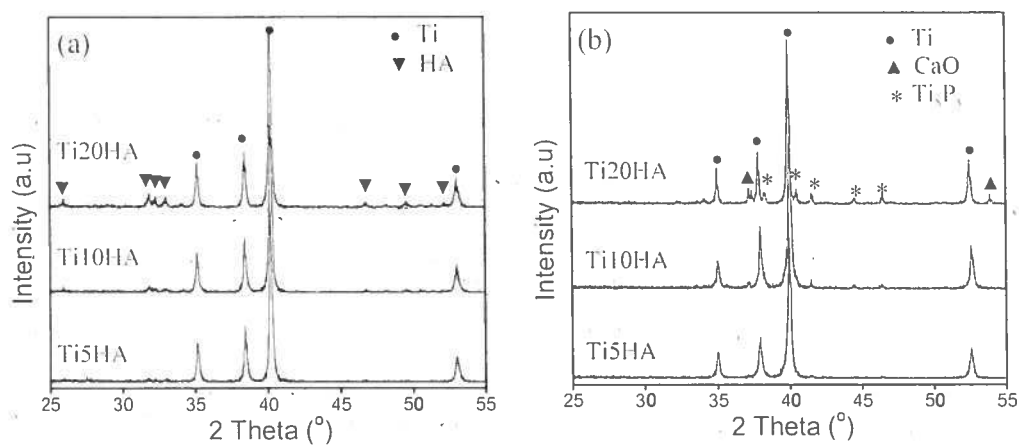 (a)
● Ti
▼ HA
Ti20HA
Ti10HA
Ti5HA
Intensity (a.u)
25 30 35 40 45 50 55
2 Theta (°)
(b)
● Ti
▲ CaO
* TixP
Ti20HA
Ti10HA
Ti5HA
Intensity (a.u)
25 30 35 40 45 50 55
2 Theta (°)